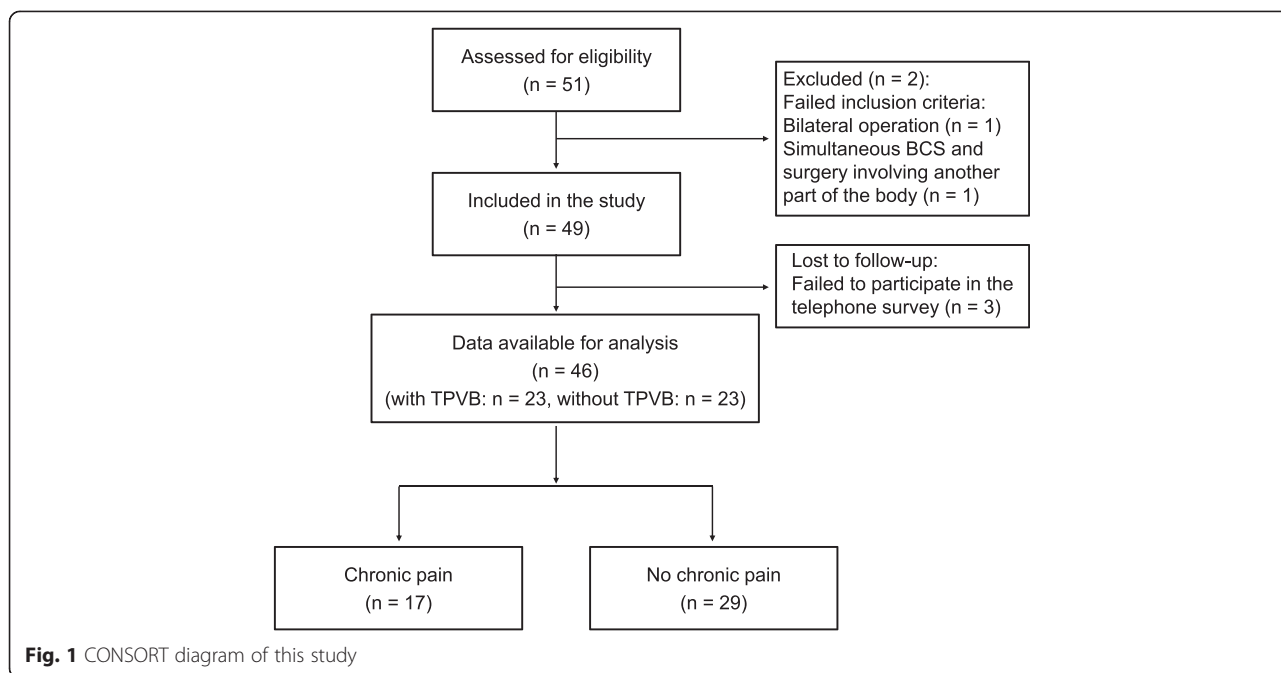 Assessed for eligibility
(n = 51)
Excluded (n = 2):
Failed inclusion criteria:
Bilateral operation (n = 1)
Simultaneous BCS and
surgery involving another
part of the body (n = 1)
Included in the study
(n = 49)
Lost to follow-up:
Failed to participate in the
telephone survey (n = 3)
Data available for analysis
(n = 46)
(with TPVB: n = 23, without TPVB: n = 23)
Chronic pain
(n = 17)
No chronic pain
(n = 29)
Fig. 1 CONSORT diagram of this study